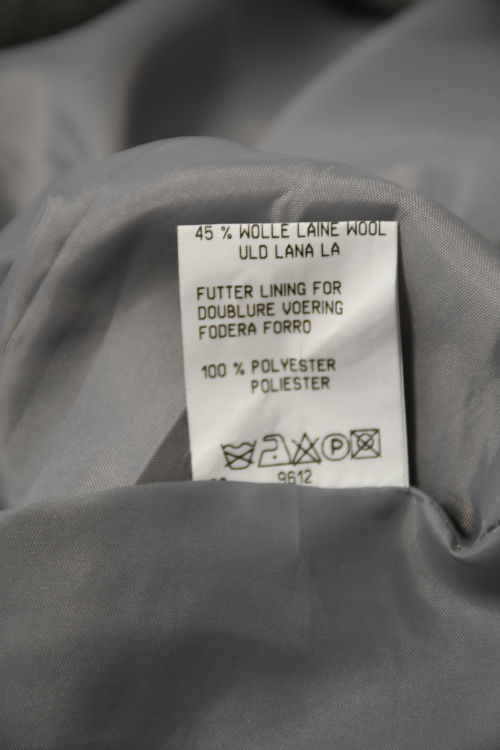 45 % WOLLE LAINE WOOL
ULD LANA LA
FUTTER LINING FOR
DOUBLURE VOERING
FODERA FORRO
100 % POLYESTER
POLIESTER
P
9612